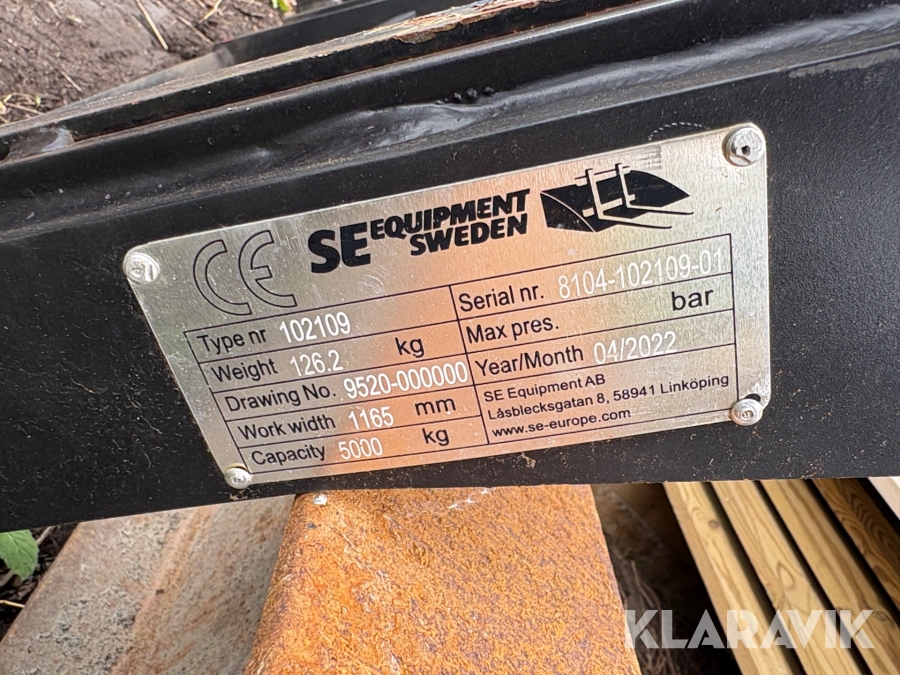 CE
SE EQUIPMENT
SWEDEN
Type nr 102109
Serial nr. 8104-102109-01
Weight 126.2 kg
Max pres. bar
Drawing No. 9520-000000
Year/Month 04/2022
Work width 1165 mm
SE Equipment AB
Låsblecksgatan 8, 58941 Linköping
www.se-europe.com
Capacity 5000 kg
KLARAVIK